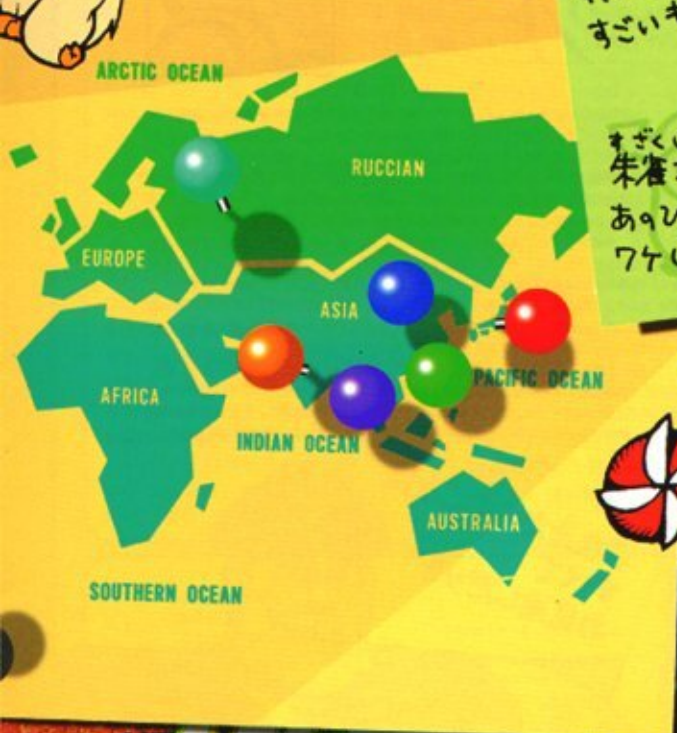 ARCTIC OCEAN
RUCCIAN
EUROPE
ASIA
PACIFIC OCEAN
AFRICA
INDIAN OCEAN
AUSTRALIA
SOUTHERN OCEAN
すごい
すざく
朱雀
あのひ
ワケ